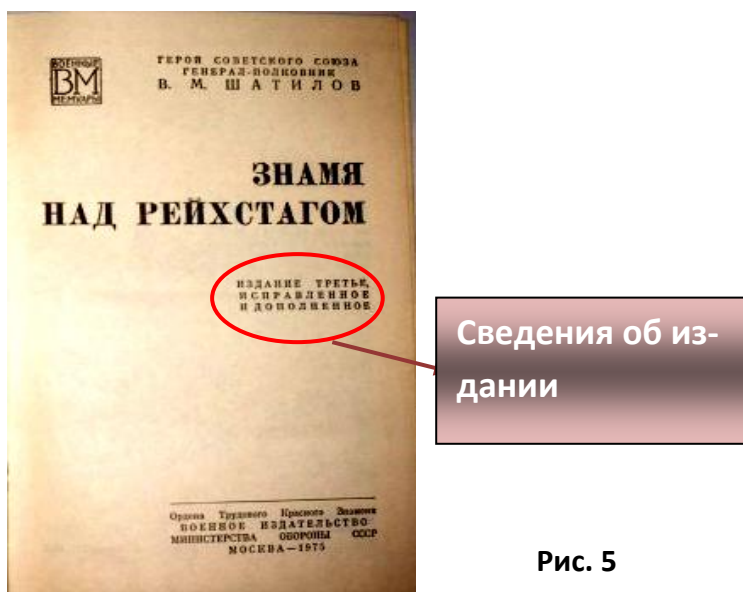 ВОЕННЫЕ
ВМ
МЕМУАРЫ
ГЕРОЙ СОВЕТСКОГО СОЮЗА
ГЕНЕРАЛ-ПОЛКОВНИК
В. М. ШАТИЛОВ
ЗНАМЯ
НАД РЕЙХСТАГОМ
ИЗДАНИЕ ТРЕТЬЕ,
ИСПРАВЛЕННОЕ
И ДОПОЛНЕННОЕ
Сведения об из-
дании
Ордена Трудового Красного Знамени
ВОЕННОЕ ИЗДАТЕЛЬСТВО
МИНИСТЕРСТВА ОБОРОНЫ СССР
МОСКВА—1975
Рис. 5